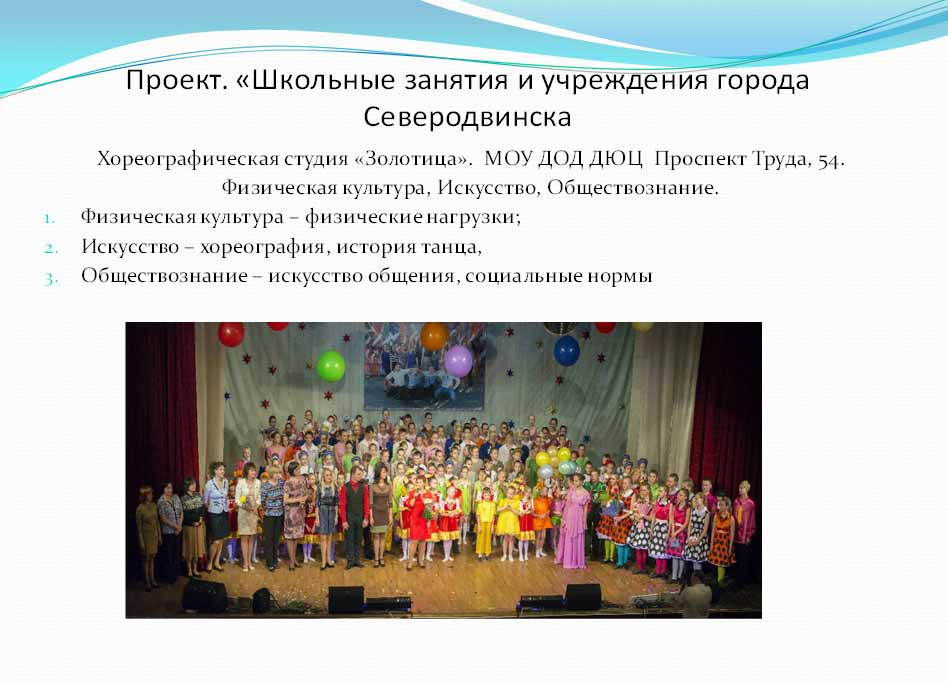 Проект. «Школьные занятия и учреждения города
Северодвинска
Хореографическая студия «Золотица». МОУ ДОД ДЮЦ Проспект Труда, 54.
Физическая культура, Искусство, Обществознание.
1. Физическая культура – физические нагрузки;
2. Искусство – хореография, история танца,
3. Обществознание – искусство общения, социальные нормы